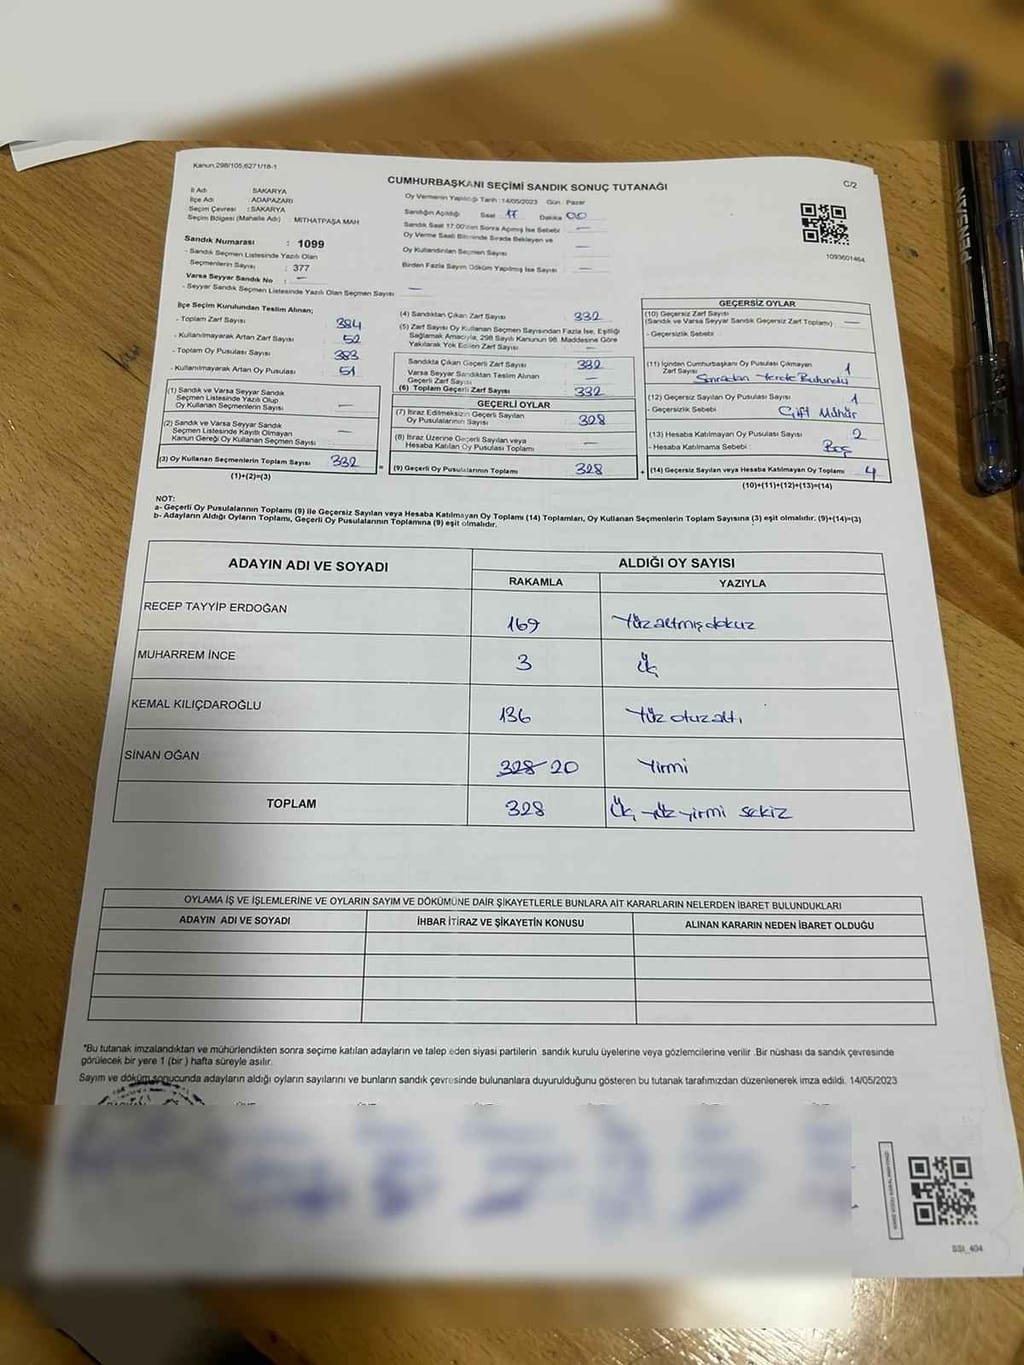 Kanun.298/105,6271/18-1
CUMHURBAŞKANI SEÇİMİ SANDIK SONUÇ TUTANAĞI
C/2
İl Adı SAKARYA
İlçe Adı ADAPAZARI
Seçim Çevresi : SAKARYA
Seçim Bölgesi (Mahalle Adı) : MİTHATPAŞA MAH
Sandık Numarası : 1099
- Sandık Seçmen Listesinde Yazılı Olan
Seçmenlerin Sayısı : 377
Varsa Seyyar Sandık No : —
- Seyyar Sandık Seçmen Listesinde Yazılı Olan Seçmen Sayısı —
Oy Vermenin Yapıldığı Tarih :14/05/2023 Gün : Pazar
Sandığın Açıldığı Saat 17 Dakika 00
Sandık Saat 17:00'den Sonra Açılmış İse Sebebi —
Oy Verme Saati Bitiminde Sırada Bekleyen ve
Oy Kullandırılan Seçmen Sayısı —
Birden Fazla Sayım Döküm Yapılmış İse Sayısı —
1093601464
İlçe Seçim Kurulundan Teslim Alınan;
- Toplam Zarf Sayısı 384
- Kullanılmayarak Artan Zarf Sayısı 52
- Toplam Oy Pusulası Sayısı 383
- Kullanılmayarak Artan Oy Pusulası 51
(1) Sandık ve Varsa Seyyar Sandık
Seçmen Listesinde Yazılı Olup
Oy Kullanan Seçmenlerin Sayısı —
(2) Sandık ve Varsa Seyyar Sandık
Seçmen Listesinde Kayıtlı Olmayan
Kanun Gereği Oy Kullanan Seçmen Sayısı —
(3) Oy Kullanan Seçmenlerin Toplam Sayısı 332
(1)+(2)=(3)
(4) Sandıktan Çıkan Zarf Sayısı 332
(5) Zarf Sayısı Oy Kullanan Seçmen Sayısından Fazla İse, Eşitliği
Sağlamak Amacıyla, 298 Sayılı Kanunun 98. Maddesine Göre
Yakılarak Yok Edilen Zarf Sayısı —
Sandıkta Çıkan Geçerli Zarf Sayısı 332
Varsa Seyyar Sandıktan Teslim Alınan
Geçerli Zarf Sayısı —
(6) Toplam Geçerli Zarf Sayısı 332
GEÇERLİ OYLAR
(7) İtiraz Edilmeksizin Geçerli Sayılan
Oy Pusulalarının Sayısı 328
(8) İtiraz Üzerine Geçerli Sayılan veya
Hesaba Katılan Oy Pusulası Toplamı —
= (9) Geçerli Oy Pusulalarının Toplamı 328
GEÇERSİZ OYLAR
(10) Geçersiz Zarf Sayısı
(Sandık ve Varsa Seyyar Sandık Geçersiz Zarf Toplamı) —
- Geçersizlik Sebebi
(11) İçinden Cumhurbaşkanı Oy Pusulası Çıkmayan
Zarf Sayısı 1
Sonradan Yerde Bulundu
(12) Geçersiz Sayılan Oy Pusulası Sayısı 1
- Geçersizlik Sebebi Çift Mühür
(13) Hesaba Katılmayan Oy Pusulası Sayısı 2
- Hesaba Katılmama Sebebi Boş
+ (14) Geçersiz Sayılan veya Hesaba Katılmayan Oy Toplamı 4
(10)+(11)+(12)+(13)=(14)
NOT:
a- Geçerli Oy Pusulalarının Toplamı (9) ile Geçersiz Sayılan veya Hesaba Katılmayan Oy Toplamı (14) Toplamları, Oy Kullanan Seçmenlerin Toplam Sayısına (3) eşit olmalıdır. (9)+(14)=(3)
b- Adayların Aldığı Oyların Toplamı, Geçerli Oy Pusulalarının Toplamına (9) eşit olmalıdır.
ADAYIN ADI VE SOYADI
ALDIĞI OY SAYISI
RAKAMLA YAZIYLA
RECEP TAYYİP ERDOĞAN 169 Yüz altmış dokuz
MUHARREM İNCE 3 Üç
KEMAL KILIÇDAROĞLU 136 Yüz otuz altı
SİNAN OĞAN 328 20 Yirmi
TOPLAM 328 Üç yüz yirmi sekiz
OYLAMA İŞ VE İŞLEMLERİNE VE OYLARIN SAYIM VE DÖKÜMÜNE DAİR ŞİKAYETLERLE BUNLARA AİT KARARLARIN NELERDEN İBARET BULUNDUKLARI
ADAYIN ADI VE SOYADI İHBAR İTİRAZ VE ŞİKAYETİN KONUSU ALINAN KARARIN NEDEN İBARET OLDUĞU
*Bu tutanak imzalandıktan ve mühürlendikten sonra seçime katılan adayların ve talep eden siyasi partilerin sandık kurulu üyelerine veya gözlemcilerine verilir .Bir nüshası da sandık çevresinde
görülecek bir yere 1 (bir ) hafta süreyle asılır.
Sayım ve döküm sonucunda adayların aldığı oyların sayılarını ve bunların sandık çevresinde bulunanlara duyurulduğunu gösteren bu tutanak tarafımızdan düzenlenerek imza edildi. 14/05/2023
SSI_404
PENSAN